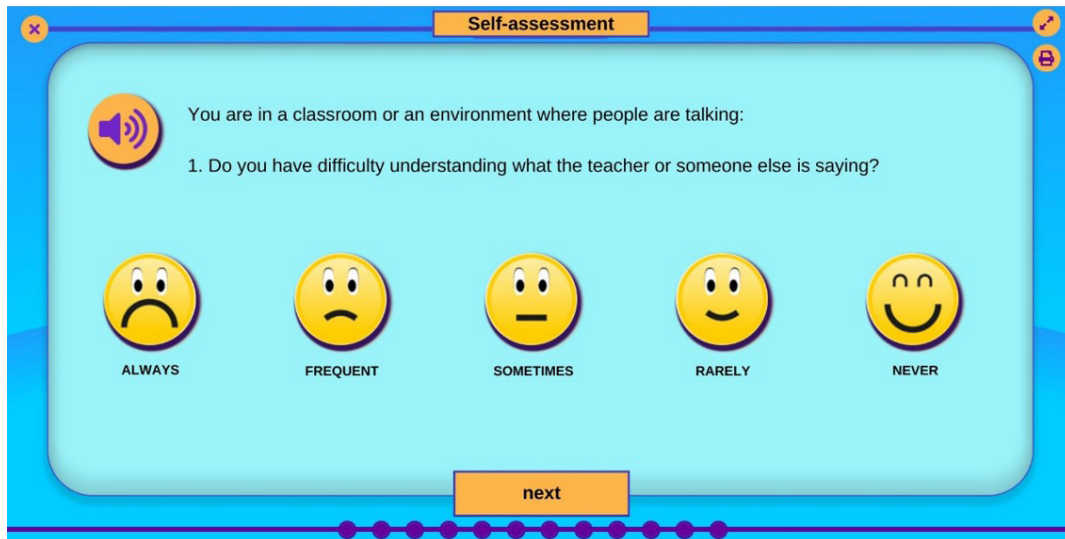 Self-assessment
You are in a classroom or an environment where people are talking:
1. Do you have difficulty understanding what the teacher or someone else is saying?
ALWAYS
FREQUENT
SOMETIMES
RARELY
NEVER
next